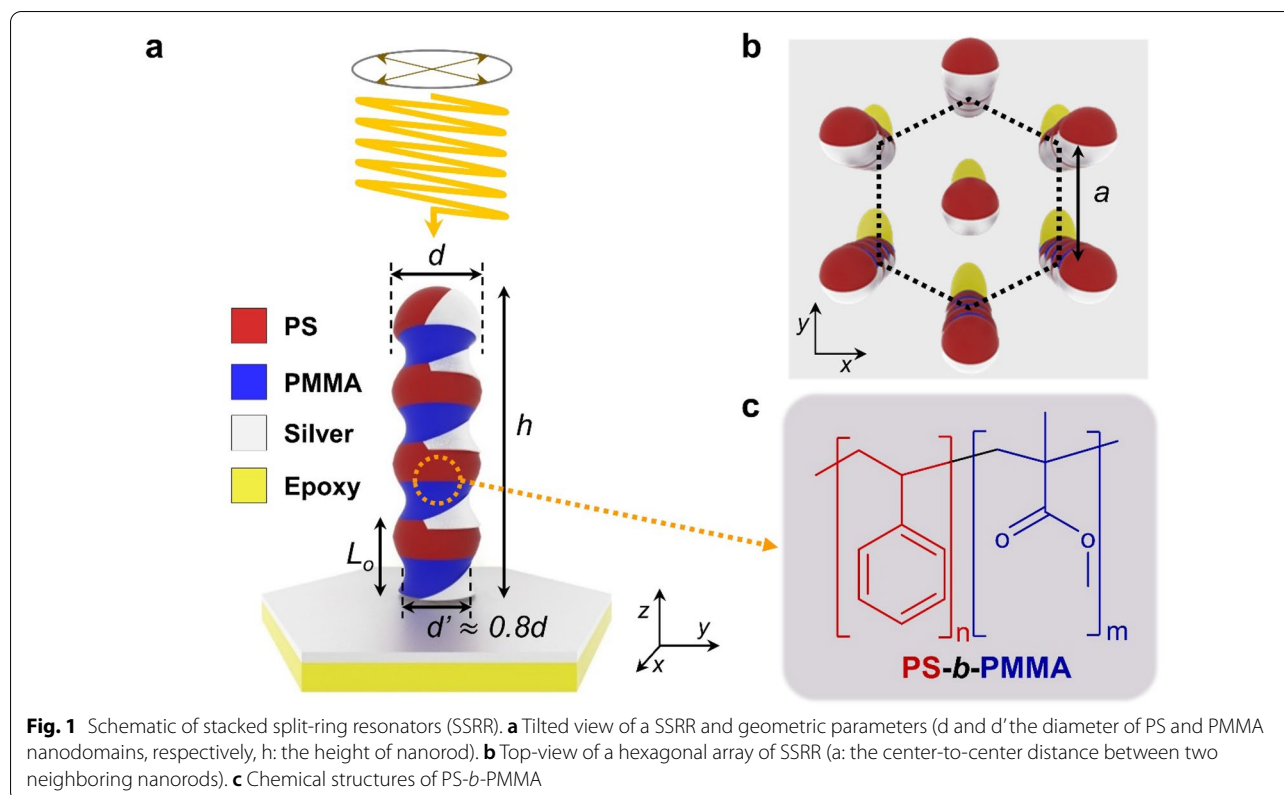 a
d
PS
PMMA
Silver
Epoxy
h
Lo
d' ≈ 0.8d
z
y
x
b
a
y
x
c
o
o
n
m
PS-b-PMMA
Fig. 1 Schematic of stacked split-ring resonators (SSRR). a Tilted view of a SSRR and geometric parameters (d and d' the diameter of PS and PMMA
nanodomains, respectively, h: the height of nanorod). b Top-view of a hexagonal array of SSRR (a: the center-to-center distance between two
neighboring nanorods). c Chemical structures of PS-b-PMMA